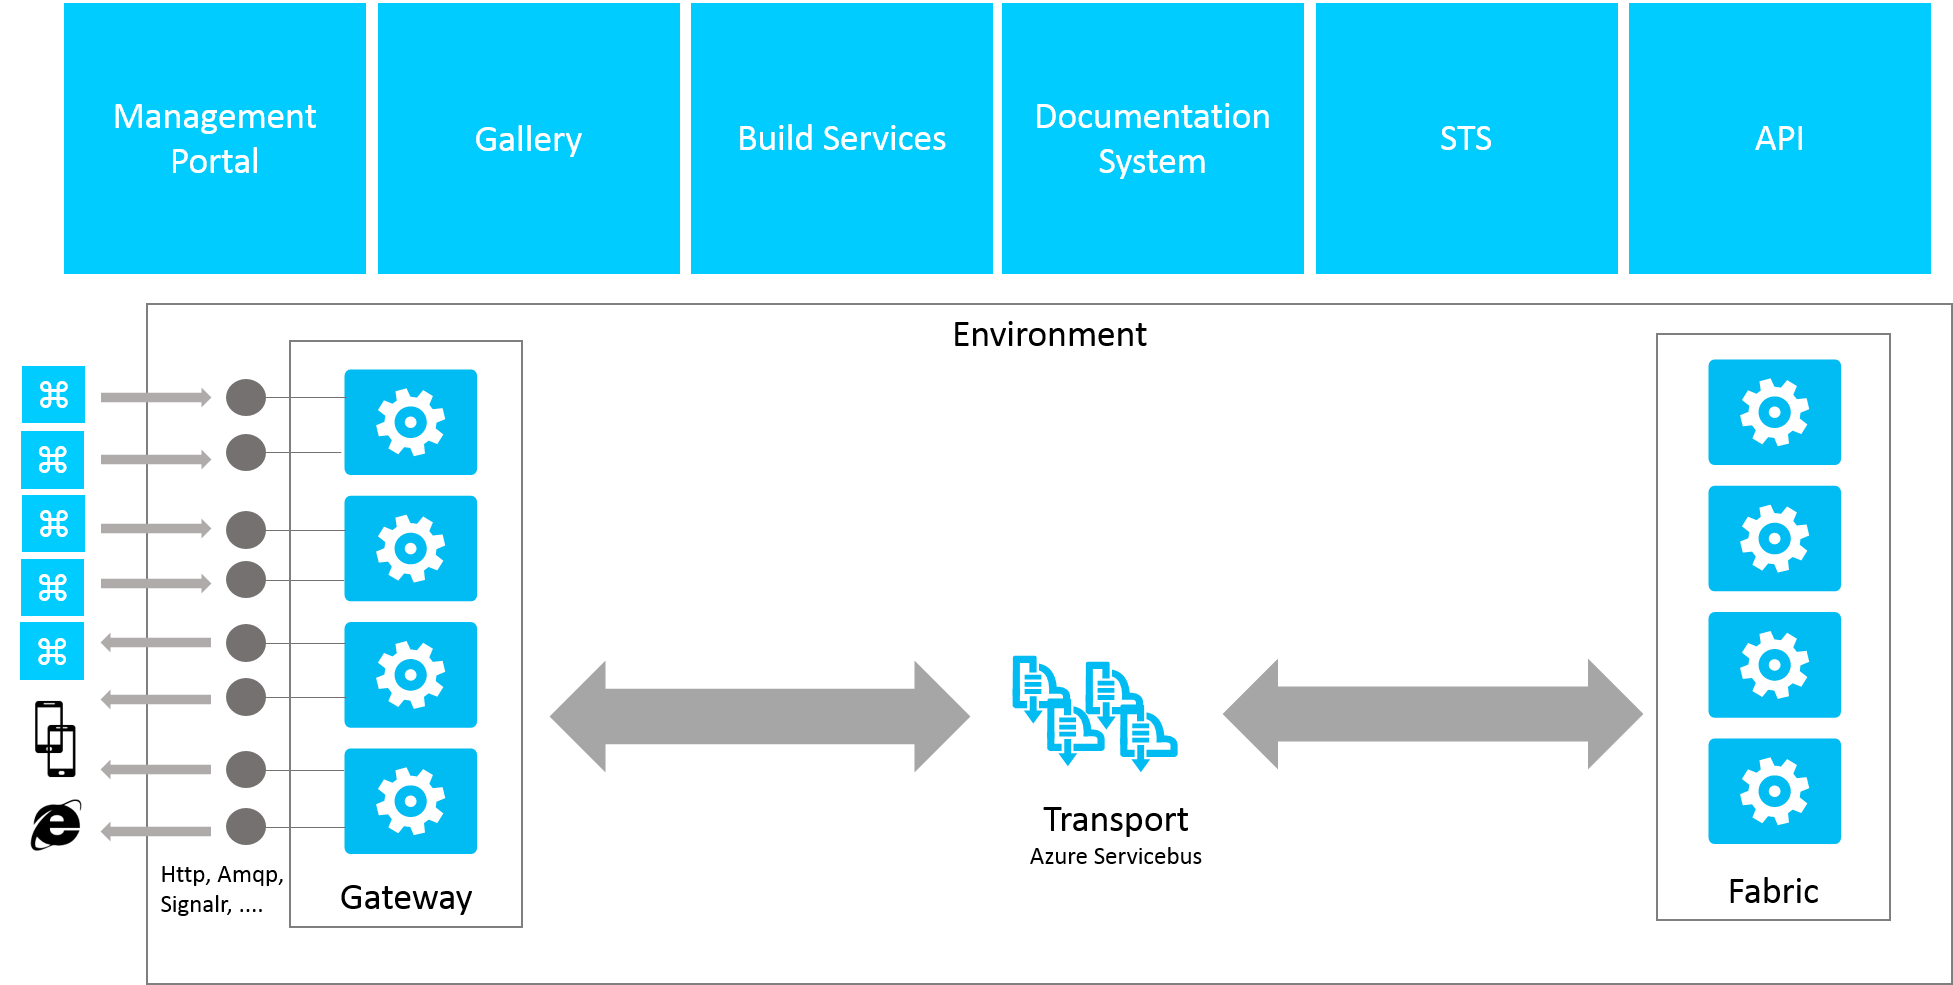 Management
Portal
Gallery
Build Services
Documentation
System
STS
API
Environment
Http, Amqp,
Signalr, ....
Gateway
Transport
Azure Servicebus
Fabric